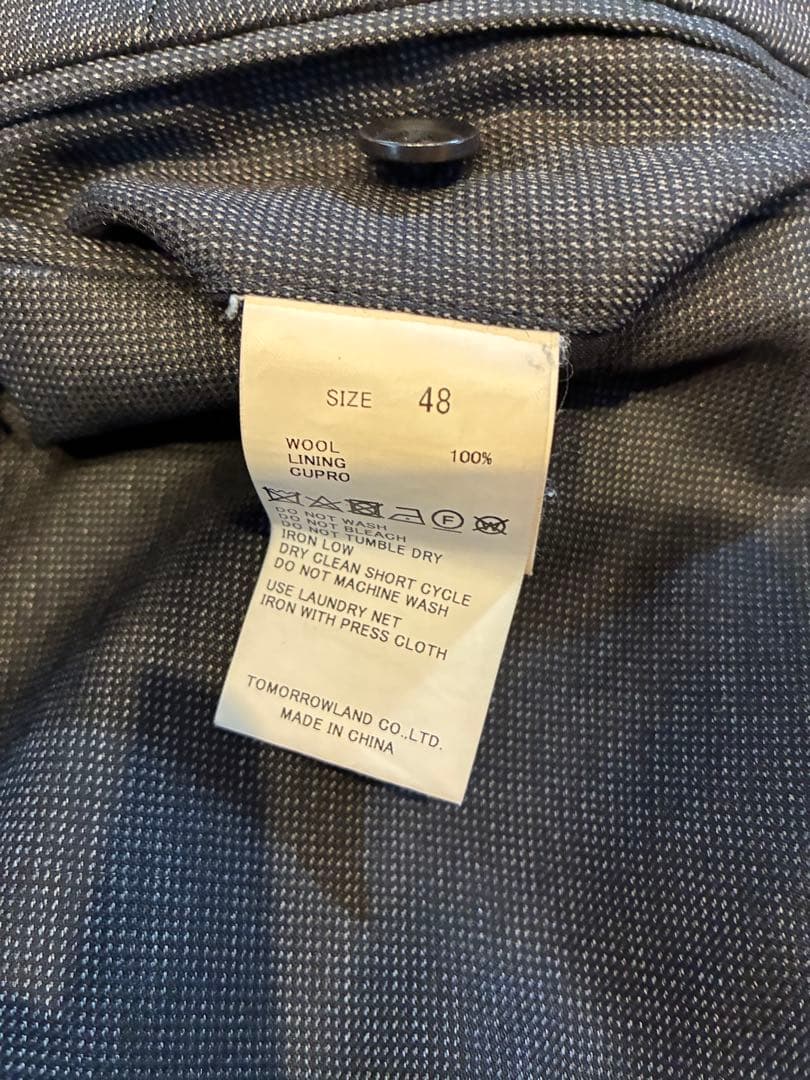 SIZE 48
WOOL 100%
LINING
CUPRO
F
W
DO NOT WASH
DO NOT BLEACH
DO NOT TUMBLE DRY
IRON LOW
DRY CLEAN SHORT CYCLE
DO NOT MACHINE WASH
USE LAUNDRY NET
IRON WITH PRESS CLOTH
TOMORROWLAND CO.,LTD.
MADE IN CHINA